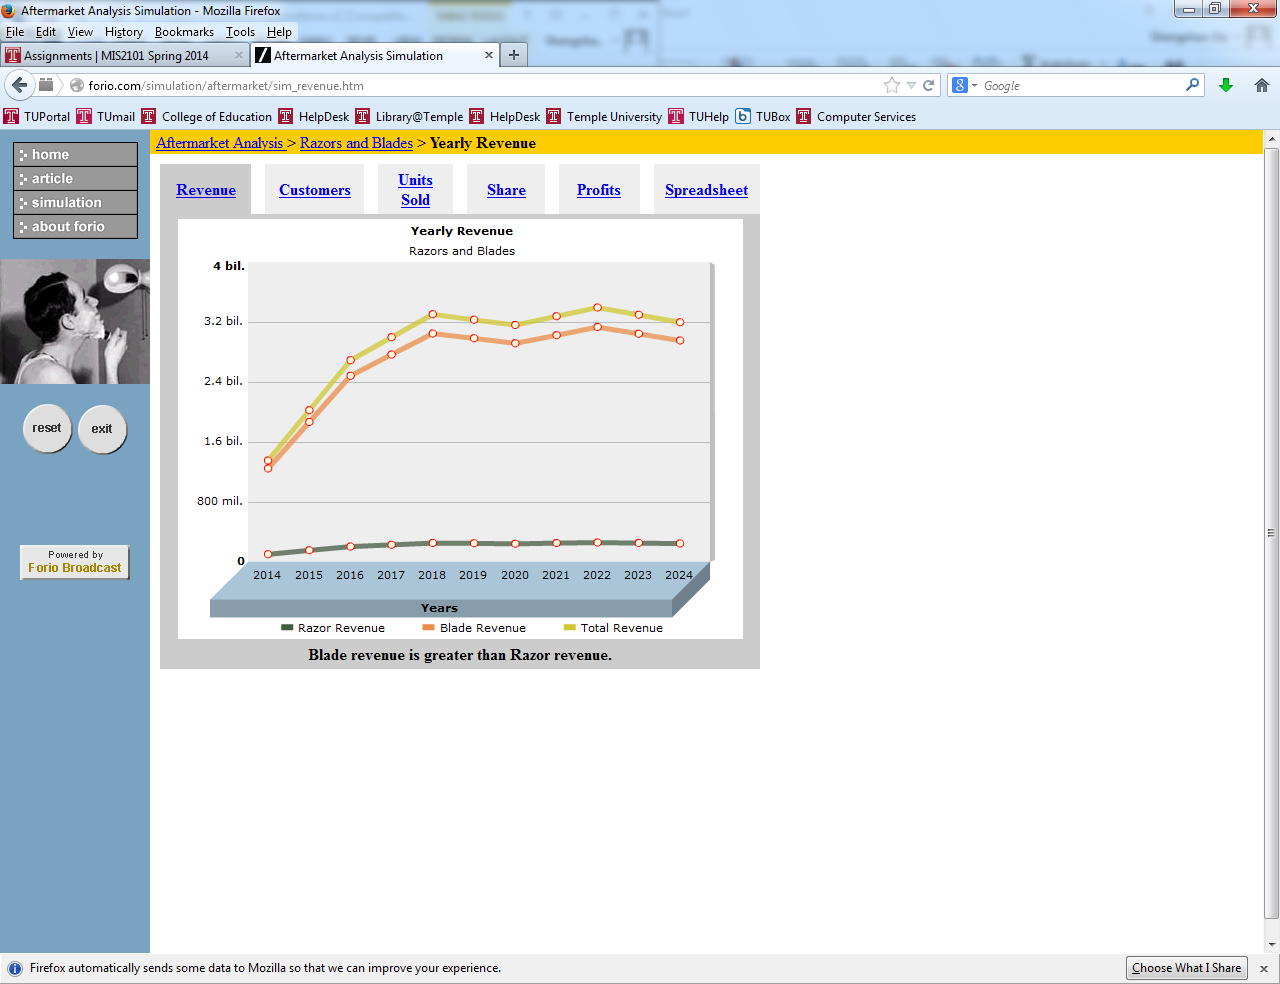 Aftermarket Analysis Simulation - Mozilla Firefox
File Edit View History Bookmarks Tools Help
Assignments | MIS2101 Spring 2014 × Aftermarket Analysis Simulation × +
forio.com/simulation/aftermarket/sim_revenue.htm Google
TUPortal TUmail College of Education HelpDesk Library@Temple HelpDesk Temple University TUHelp TUBox Computer Services
home
article
simulation
about forio
reset exit
Powered by
Forio Broadcast
Aftermarket Analysis > Razors and Blades > Yearly Revenue
Revenue Customers Units Sold Share Profits Spreadsheet
Yearly Revenue
Razors and Blades
4 bil.
3.2 bil.
2.4 bil.
1.6 bil.
800 mil.
0
2014 2015 2016 2017 2018 2019 2020 2021 2022 2023 2024
Years
Razor Revenue Blade Revenue Total Revenue
Blade revenue is greater than Razor revenue.
Firefox automatically sends some data to Mozilla so that we can improve your experience. Choose What I Share ×